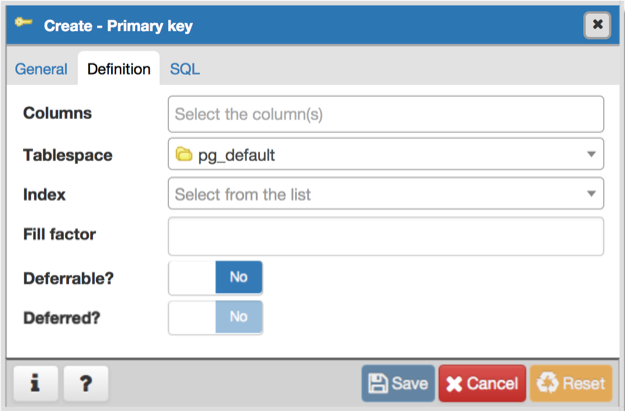 Create - Primary key
General Definition SQL
Columns Select the column(s)
Tablespace pg_default
Index Select from the list
Fill factor
Deferrable? No
Deferred? No
i ? Save Cancel Reset